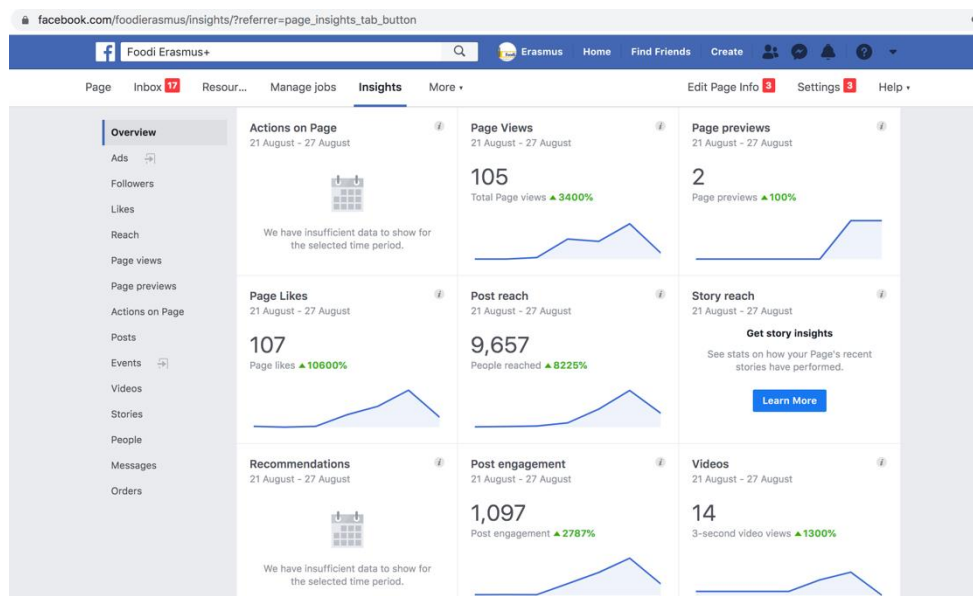 facebook.com/foodierasmus/insights/?referrer=page_insights_tab_button
f Foodi Erasmus+ Erasmus Home Find Friends Create
Page Inbox 17 Resour... Manage jobs Insights More Edit Page Info 3 Settings 3 Help
Overview
Ads
Followers
Likes
Reach
Page views
Page previews
Actions on Page
Posts
Events
Videos
Stories
People
Messages
Orders
Actions on Page
21 August - 27 August
We have insufficient data to show for
the selected time period.
Page Views
21 August - 27 August
105
Total Page views ▲3400%
Page previews
21 August - 27 August
2
Page previews ▲100%
Page Likes
21 August - 27 August
107
Page likes ▲10600%
Post reach
21 August - 27 August
9,657
People reached ▲8225%
Story reach
21 August - 27 August
Get story insights
See stats on how your Page's recent
stories have performed.
Learn More
Recommendations
21 August - 27 August
We have insufficient data to show for
the selected time period.
Post engagement
21 August - 27 August
1,097
Post engagement ▲2787%
Videos
21 August - 27 August
14
3-second video views ▲1300%